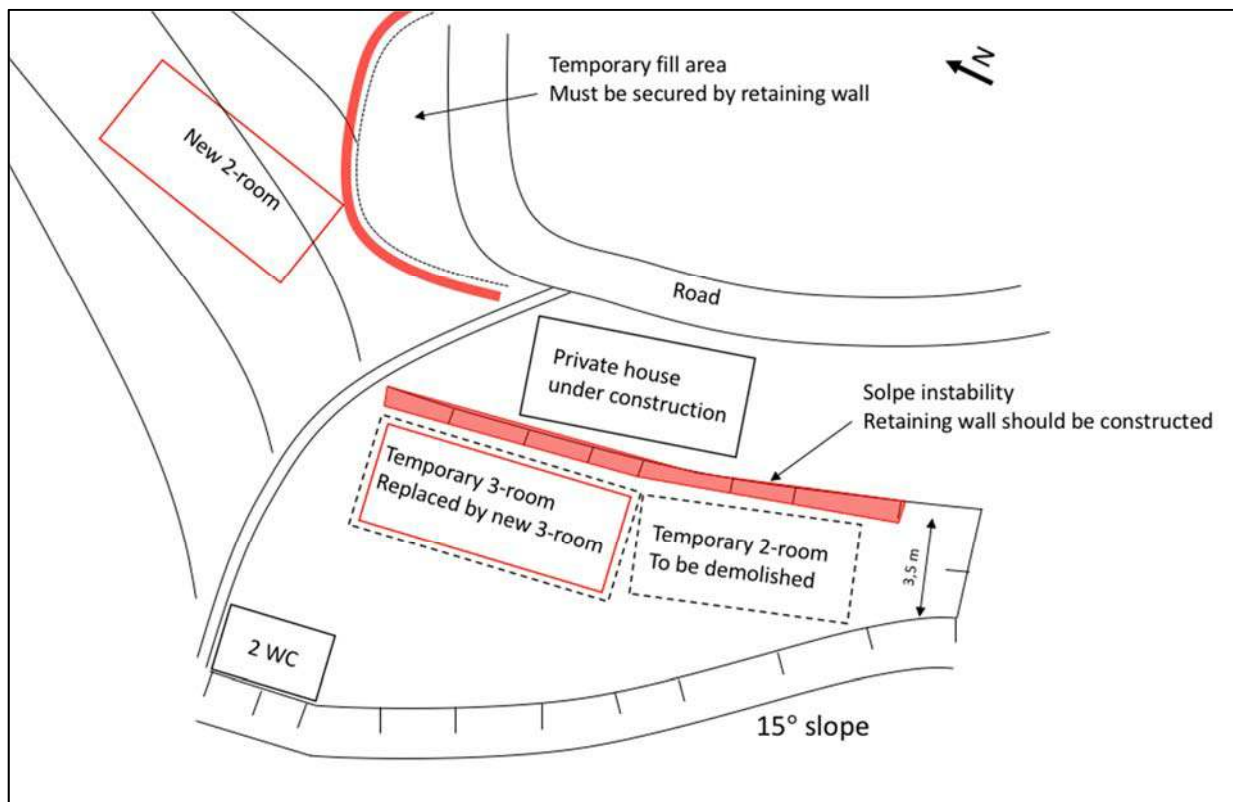 Temporary fill area
Must be secured by retaining wall
N
New 2-room
Road
Private house
under construction
Solpe instability
Retaining wall should be constructed
Temporary 3-room
Replaced by new 3-room
Temporary 2-room
To be demolished
3,5 m
2 WC
15° slope